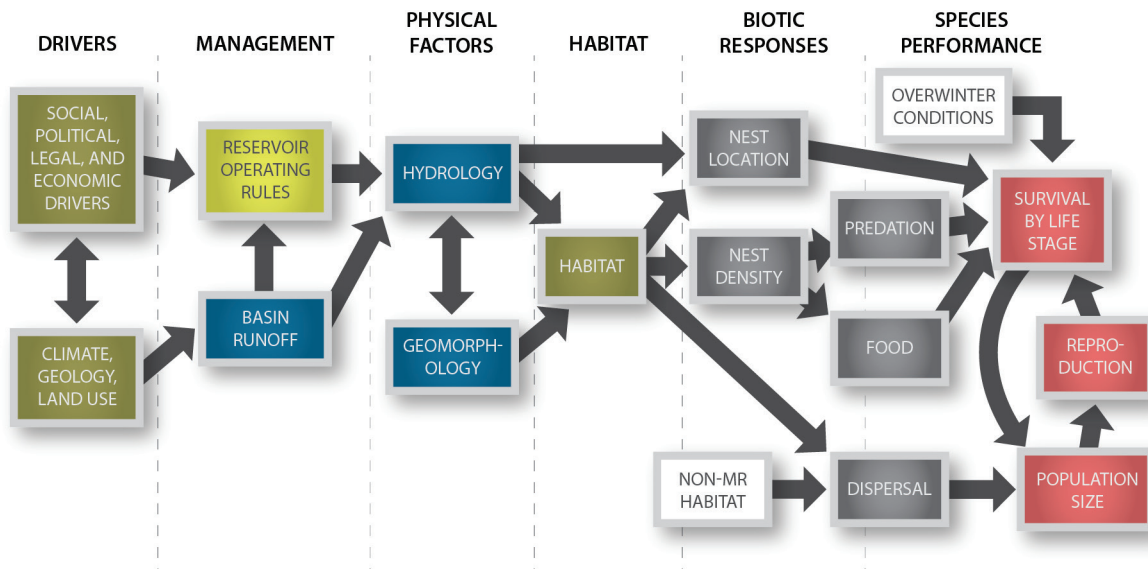 DRIVERS
MANAGEMENT
PHYSICAL
FACTORS
HABITAT
BIOTIC
RESPONSES
SPECIES
PERFORMANCE
SOCIAL,
POLITICAL,
LEGAL, AND
ECONOMIC
DRIVERS
CLIMATE,
GEOLOGY,
LAND USE
RESERVOIR
OPERATING
RULES
BASIN
RUNOFF
HYDROLOGY
GEOMORPH-
OLOGY
HABITAT
NEST
LOCATION
NEST
DENSITY
PREDATION
FOOD
NON-MR
HABITAT
DISPERSAL
OVERWINTER
CONDITIONS
SURVIVAL
BY LIFE
STAGE
REPRO-
DUCTION
POPULATION
SIZE